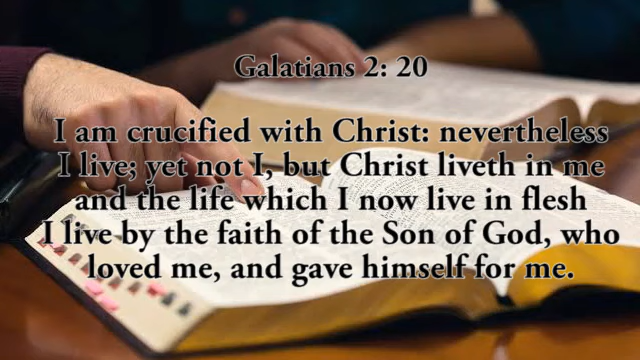 Galatians 2: 20
I am crucified with Christ: nevertheless
I live; yet not I, but Christ liveth in me
and the life which I now live in flesh
I live by the faith of the Son of God, who
loved me, and gave himself for me.